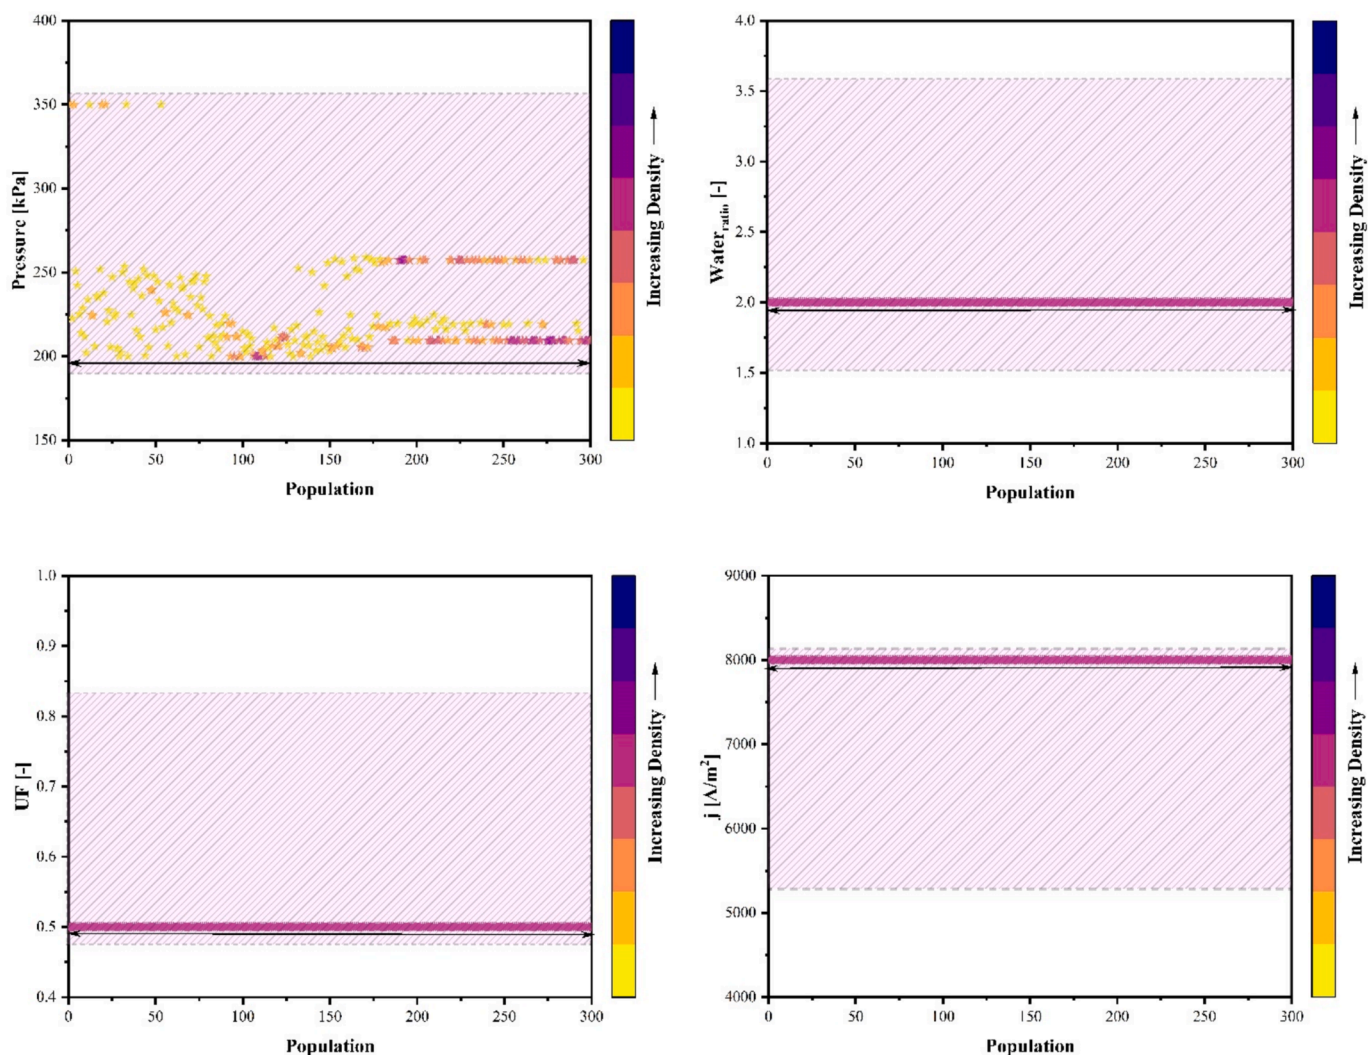 400
350
300
250
200
150
Pressure [kPa]
0 50 100 150 200 250 300
Population
Increasing Density
4.0
3.5
3.0
2.5
2.0
1.5
1.0
Water_ratio [-]
0 50 100 150 200 250 300
Population
Increasing Density
1.0
0.9
0.8
0.7
0.6
0.5
0.4
UF [-]
0 50 100 150 200 250 300
Population
Increasing Density
9000
8000
7000
6000
5000
4000
j [A/m²]
0 50 100 150 200 250 300
Population
Increasing Density